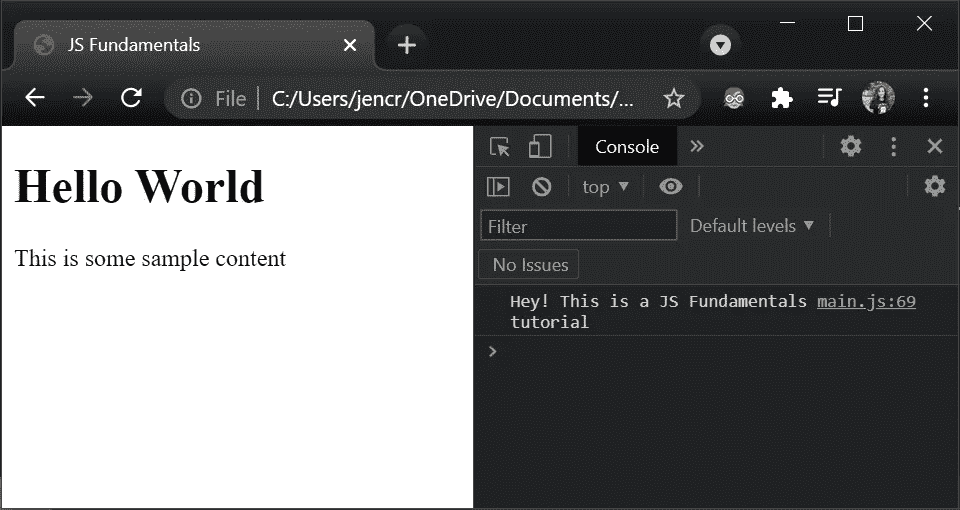 JS Fundamentals
File C:/Users/jencr/OneDrive/Documents/...
Hello World
This is some sample content
Console
top
Filter
Default levels
No Issues
Hey! This is a JS Fundamentals main.js:69
tutorial